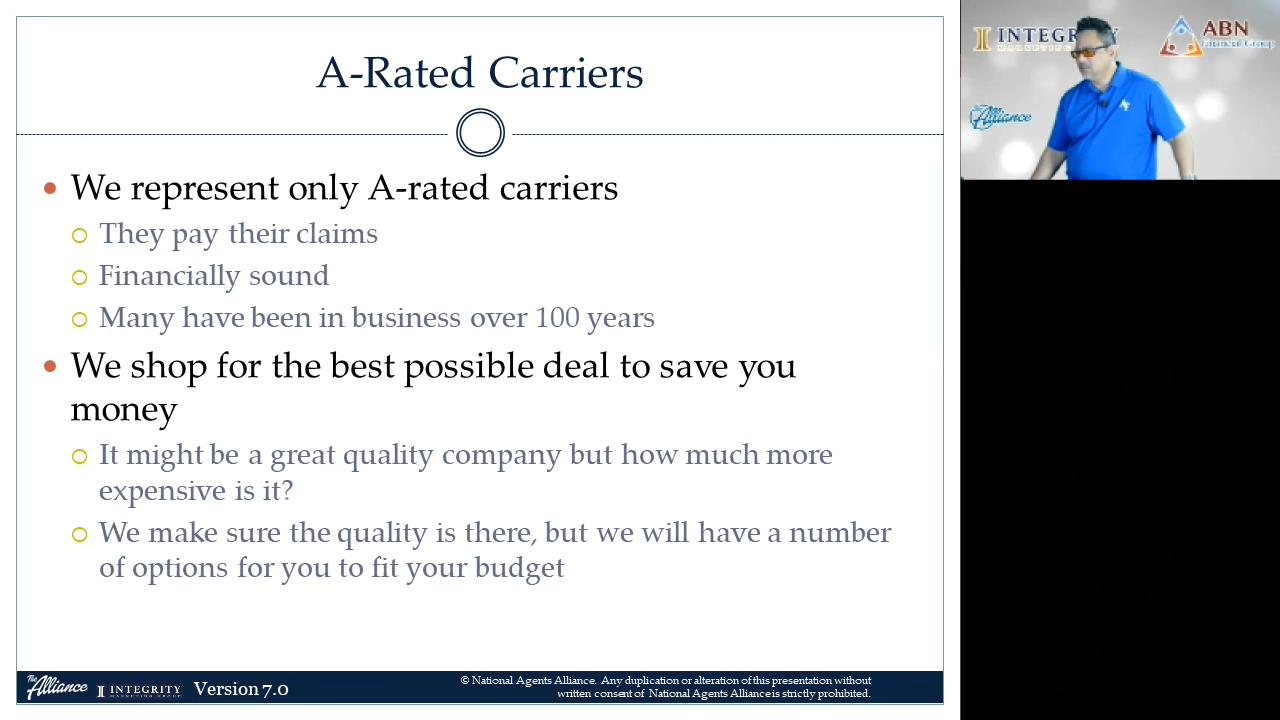 A-Rated Carriers
We represent only A-rated carriers
They pay their claims
Financially sound
Many have been in business over 100 years
We shop for the best possible deal to save you
money
It might be a great quality company but how much more
expensive is it?
We make sure the quality is there, but we will have a number
of options for you to fit your budget
The Alliance INTEGRITY MARKETING GROUP Version 7.0
© National Agents Alliance. Any duplication or alteration of this presentation without
written consent of National Agents Alliance is strictly prohibited.
ABN
Financial Group
Alliance